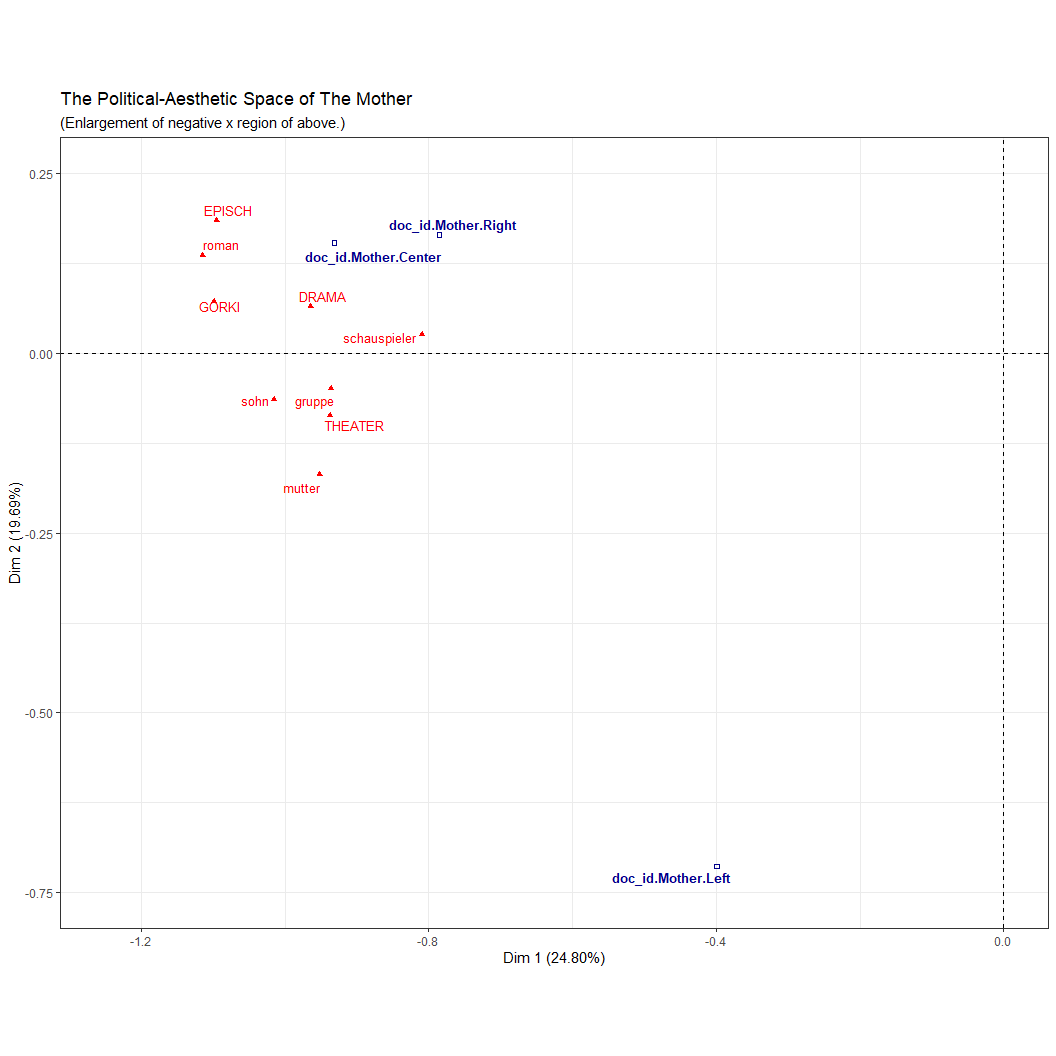 The Political-Aesthetic Space of The Mother
(Enlargement of negative x region of above.)
0.25
EPISCH
doc_id.Mother.Right
roman
doc_id.Mother.Center
DRAMA
GORKI
schauspieler
0.00
sohn
gruppe
THEATER
mutter
-0.25
Dim 2 (19.69%)
-0.50
doc_id.Mother.Left
-0.75
-1.2
-0.8
-0.4
0.0
Dim 1 (24.80%)